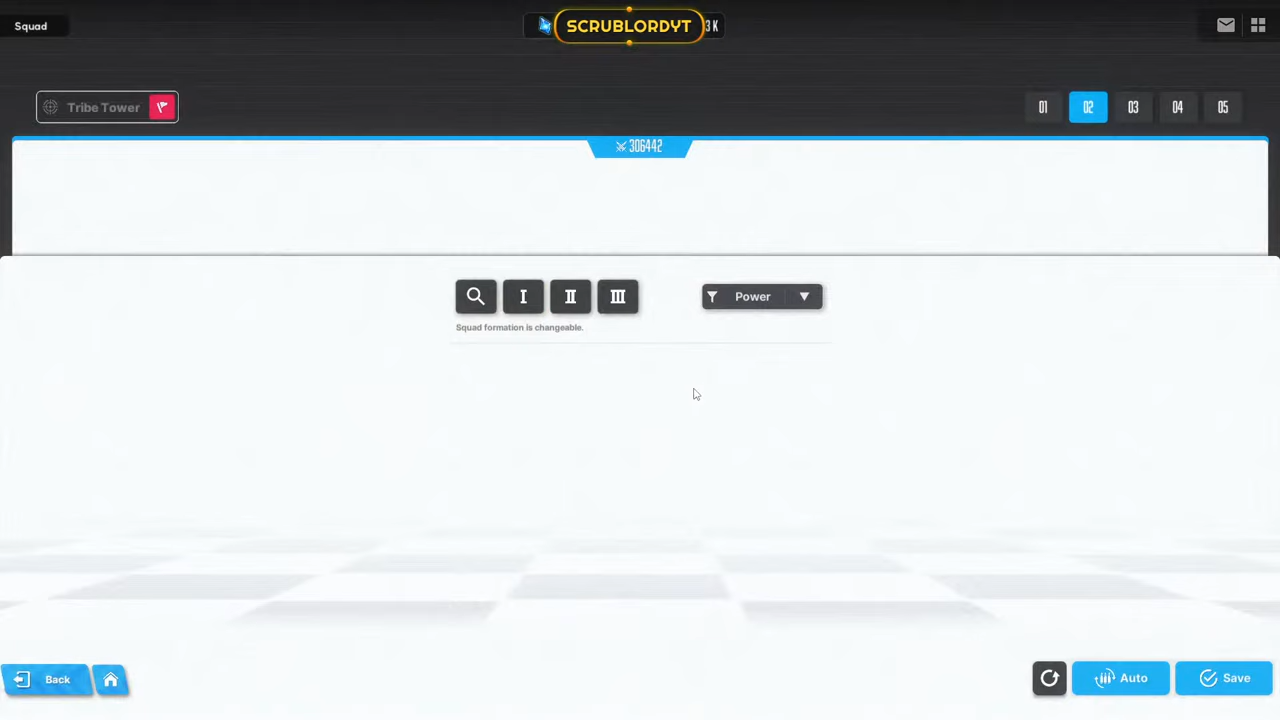 Squad
SCRUBLORDYT
3 K
Tribe Tower
01
02
03
04
05
306442
I
II
III
Power
Squad formation is changeable.
Back
Auto
Save